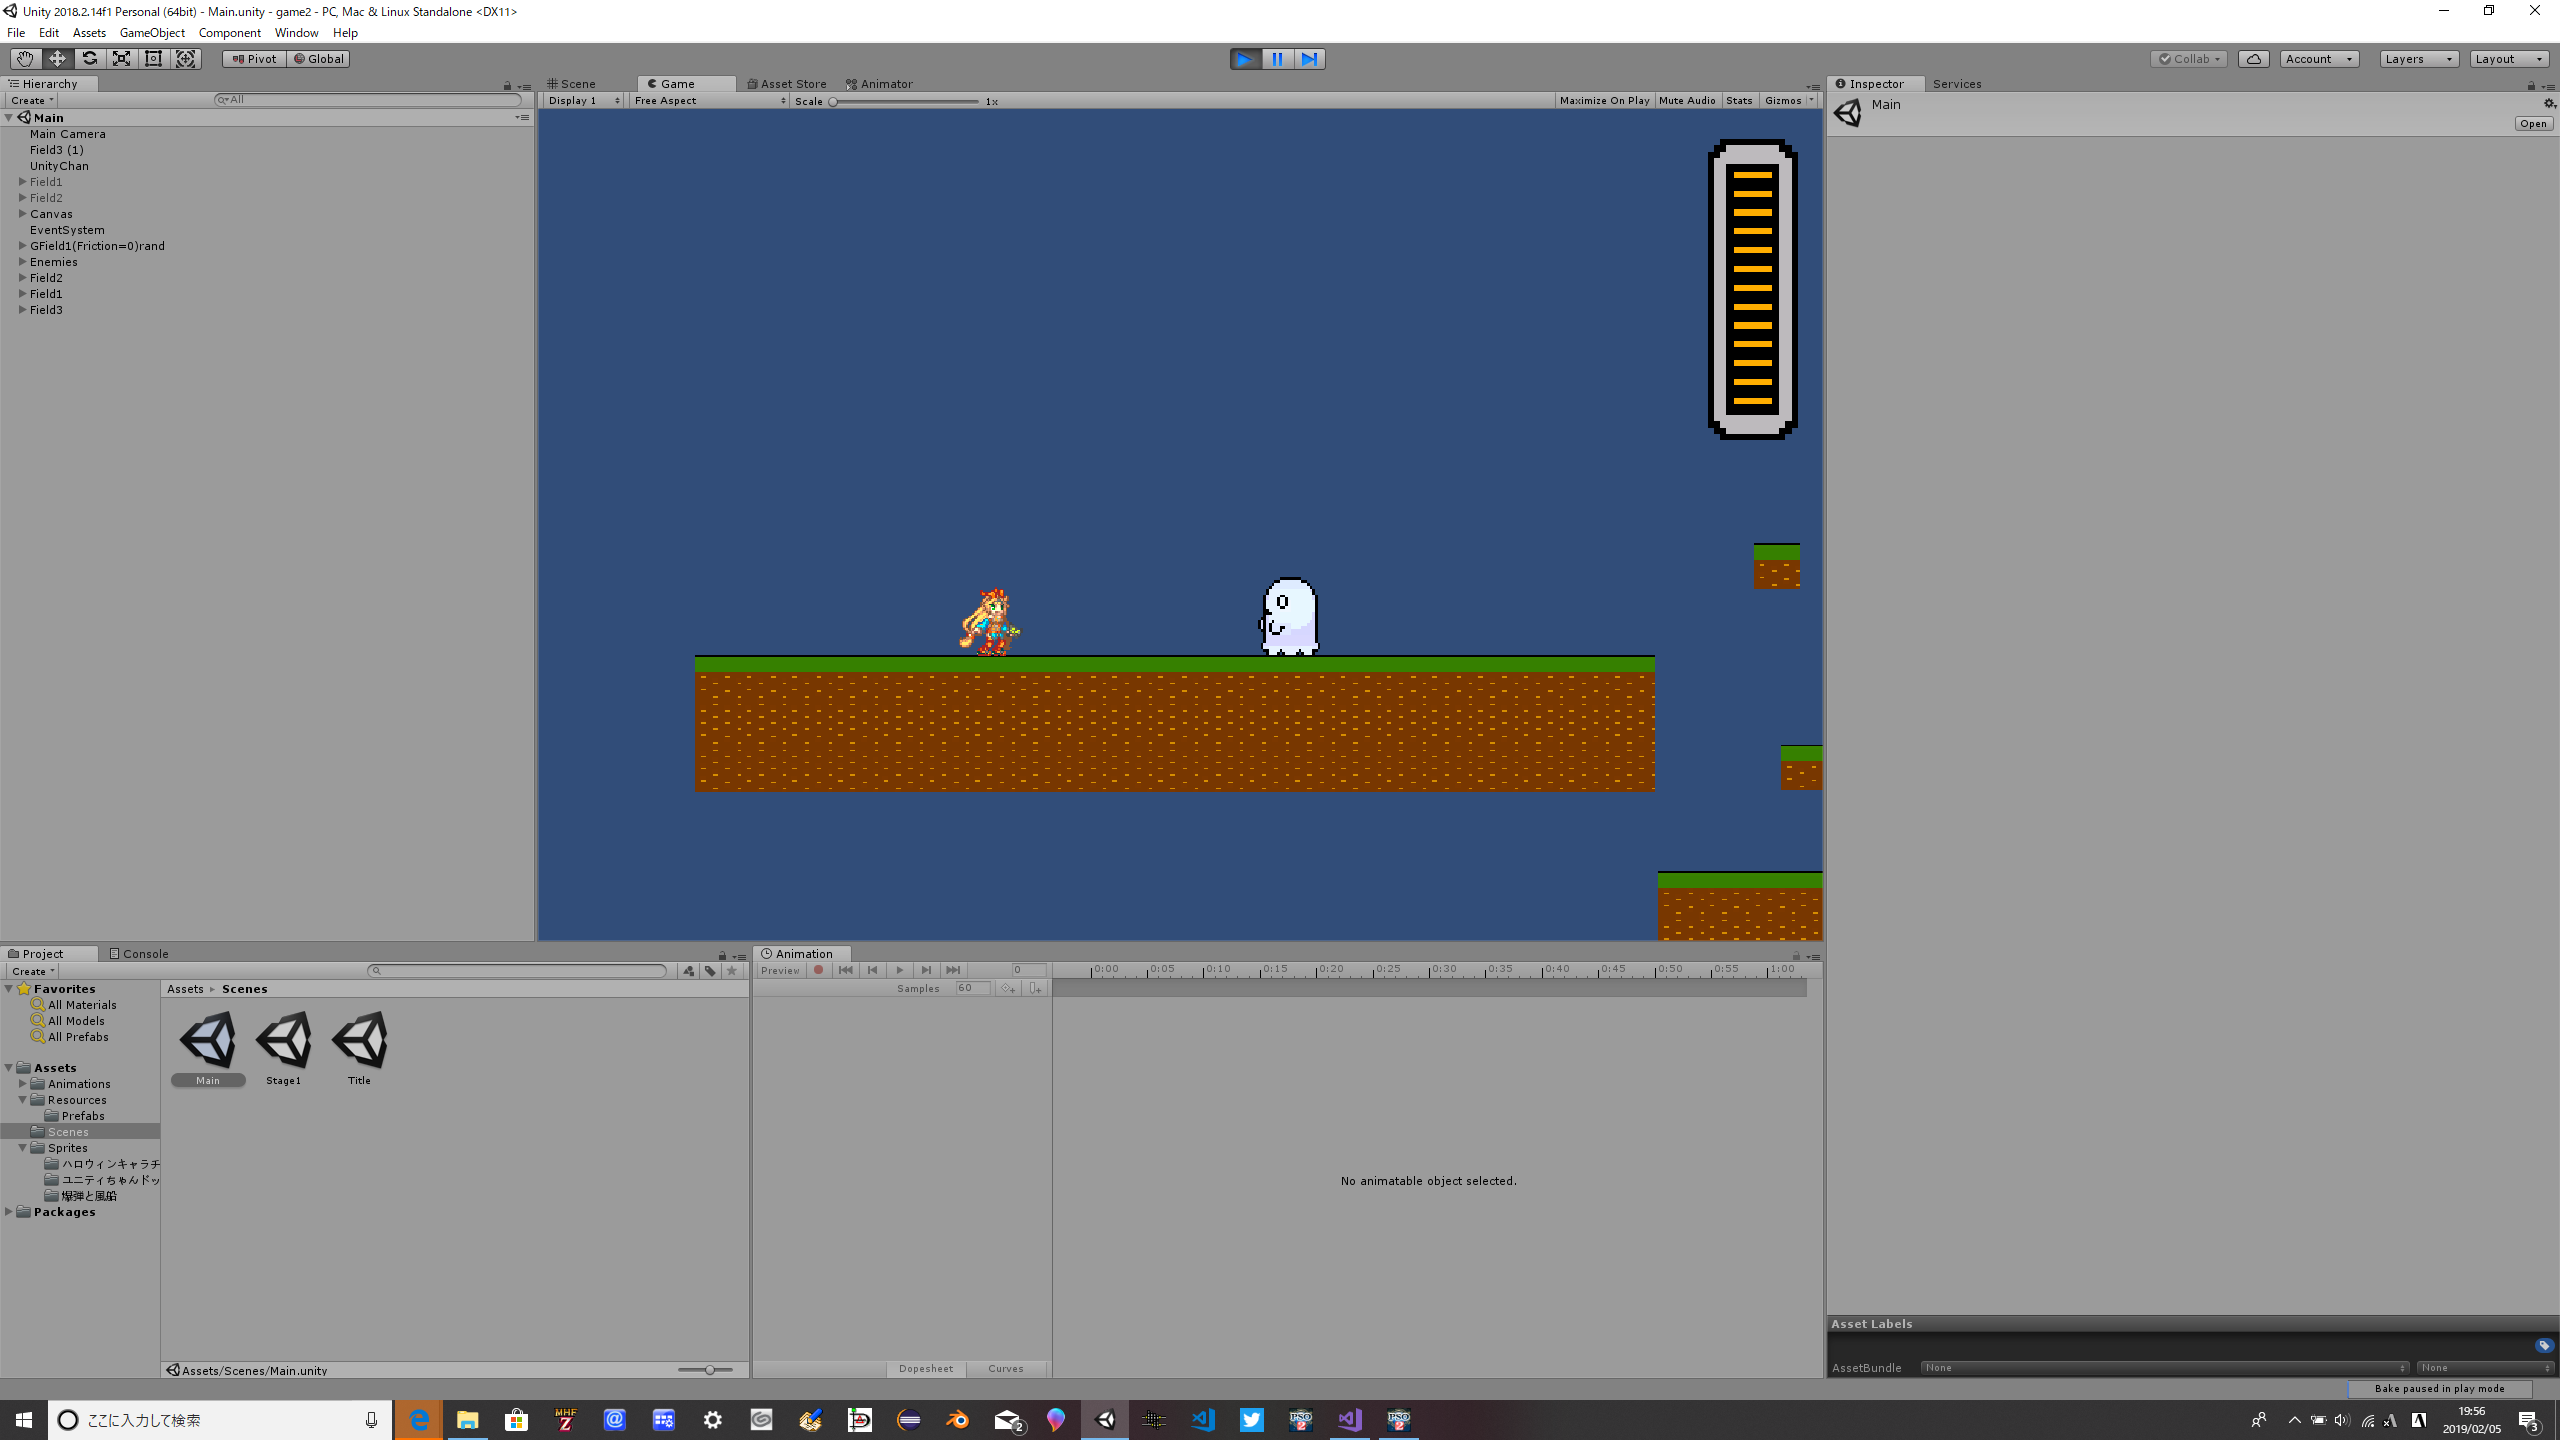 Unity 2018.2.14f1 Personal (64bit) - Main.unity - game2 - PC, Mac & Linux Standalone <DX11>
File Edit Assets GameObject Component Window Help
Pivot Global Collab Account Layers Layout
Hierarchy
Create All
Main
Main Camera
Field3 (1)
UnityChan
Field1
Field2
Canvas
EventSystem
GField1(Friction=0)rand
Enemies
Field2
Field1
Field3
Scene Game Asset Store Animator
Display 1 Free Aspect Scale 1x Maximize On Play Mute Audio Stats Gizmos
Inspector Services
Main
Open
Project Console
Create
Favorites
All Materials
All Models
All Prefabs
Assets
Animations
Resources
Prefabs
Scenes
Sprites
ハロウィンキャラチ
ユニティちゃんドッ
爆弾と風船
Packages
Assets Scenes
Main Stage1 Title
Assets/Scenes/Main.unity
Animation
Preview 0 0:00 0:05 0:10 0:15 0:20 0:25 0:30 0:35 0:40 0:45 0:50 0:55 1:00
Samples 60
No animatable object selected.
Dopesheet Curves
Asset Labels
AssetBundle None None
Bake paused in play mode
ここに入力して検索
MHF
Z
2
PSO
2
PSO
2
A
19:56
2019/02/05
3